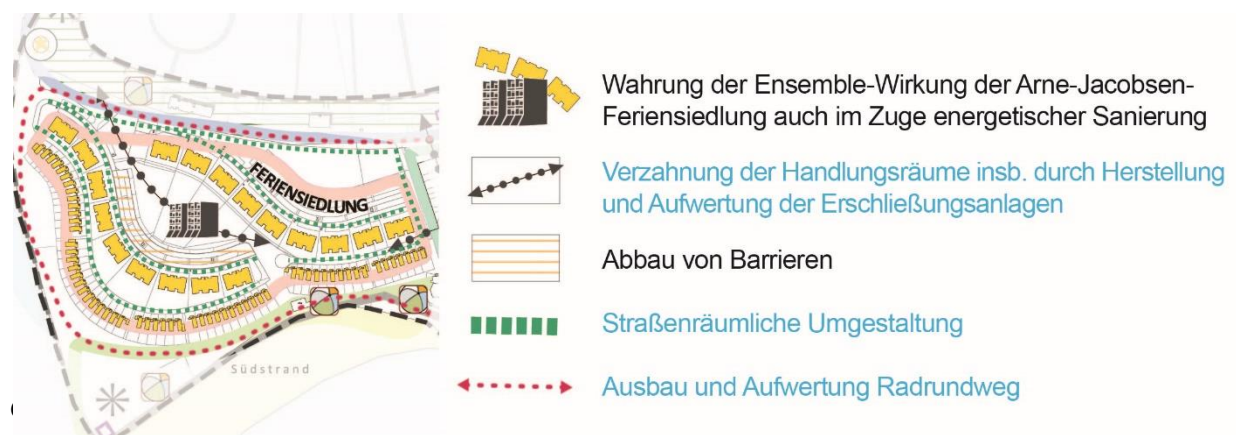 FERIENSIEDLUNG
Südstrand
Wahrung der Ensemble-Wirkung der Arne-Jacobsen-
Feriensiedlung auch im Zuge energetischer Sanierung
Verzahnung der Handlungsräume insb. durch Herstellung
und Aufwertung der Erschließungsanlagen
Abbau von Barrieren
Straßenräumliche Umgestaltung
Ausbau und Aufwertung Radrundweg